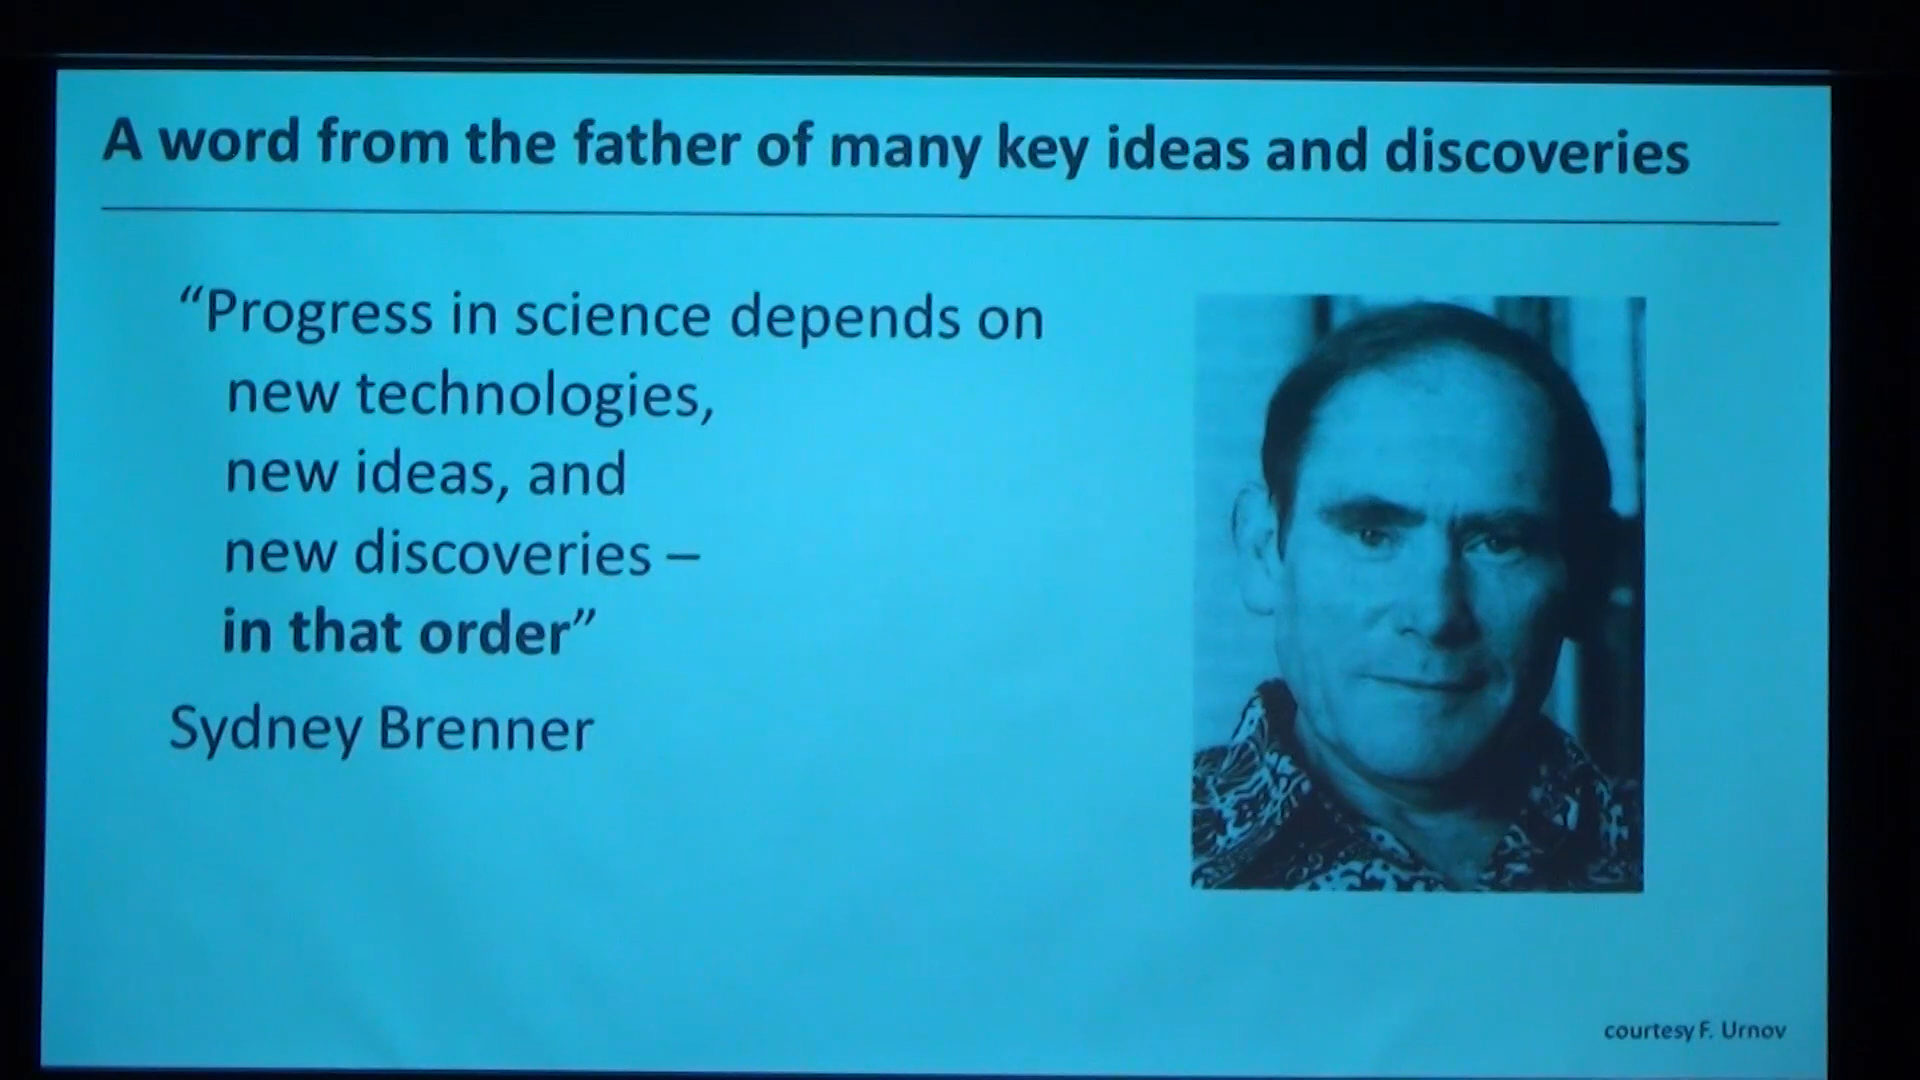 A word from the father of many key ideas and discoveries
“Progress in science depends on
new technologies,
new ideas, and
new discoveries –
in that order”
Sydney Brenner
courtesy F. Urnov